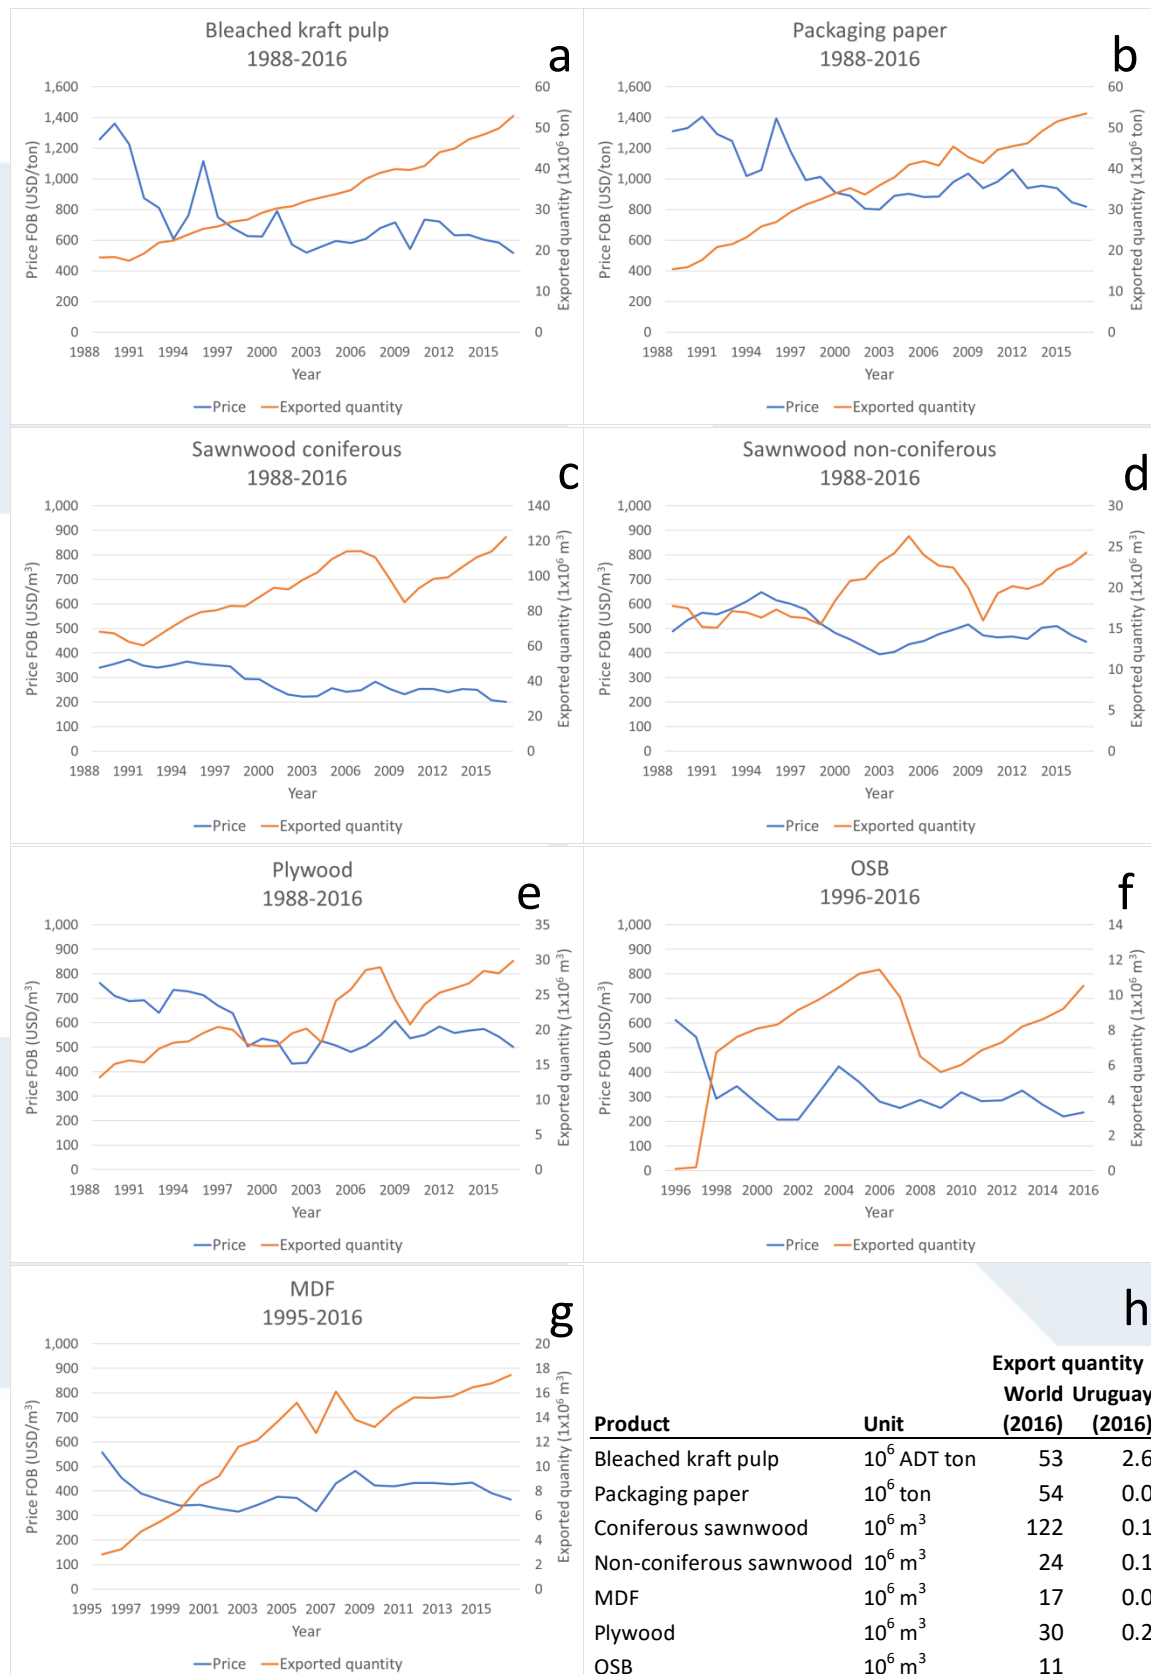 Bleached kraft pulp
1988-2016
a
Price FOB (USD/ton)
1,600
1,400
1,200
1,000
800
600
400
200
0
60
50
40
30
20
10
0
Exported quantity (1x10⁶ ton)
1988 1991 1994 1997 2000 2003 2006 2009 2012 2015
Year
Price Exported quantity
Packaging paper
1988-2016
b
Price FOB (USD/ton)
1,600
1,400
1,200
1,000
800
600
400
200
0
60
50
40
30
20
10
0
Exported quantity (1x10⁶ ton)
1988 1991 1994 1997 2000 2003 2006 2009 2012 2015
Year
Price Exported quantity
Sawnwood coniferous
1988-2016
c
Price FOB (USD/m³)
1,000
900
800
700
600
500
400
300
200
100
0
140
120
100
80
60
40
20
0
Exported quantity (1x10⁶ m³)
1988 1991 1994 1997 2000 2003 2006 2009 2012 2015
Year
Price Exported quantity
Sawnwood non-coniferous
1988-2016
d
Price FOB (USD/m³)
1,000
900
800
700
600
500
400
300
200
100
0
30
25
20
15
10
5
0
Exported quantity (1x10⁶ m³)
1988 1991 1994 1997 2000 2003 2006 2009 2012 2015
Year
Price Exported quantity
Plywood
1988-2016
e
Price FOB (USD/m³)
1,000
900
800
700
600
500
400
300
200
100
0
35
30
25
20
15
10
5
0
Exported quantity (1x10⁶ m³)
1988 1991 1994 1997 2000 2003 2006 2009 2012 2015
Year
Price Exported quantity
OSB
1996-2016
f
Price FOB (USD/m³)
1,000
900
800
700
600
500
400
300
200
100
0
14
12
10
8
6
4
2
0
Exported quantity (1x10⁶ m³)
1996 1998 2000 2002 2004 2006 2008 2010 2012 2014 2016
Year
Price Exported quantity
MDF
1995-2016
g
Price FOB (USD/m³)
1,000
900
800
700
600
500
400
300
200
100
0
20
18
16
14
12
10
8
6
4
2
0
Exported quanity (1x10⁶ m³)
1995 1997 1999 2001 2003 2005 2007 2009 2011 2013 2015
Year
Price Exported quantity
h
Export quantity
World Uruguay
Product Unit (2016) (2016)
Bleached kraft pulp 10⁶ ADT ton 53 2.6
Packaging paper 10⁶ ton 54 0.0
Coniferous sawnwood 10⁶ m³ 122 0.1
Non-coniferous sawnwood 10⁶ m³ 24 0.1
MDF 10⁶ m³ 17 0.0
Plywood 10⁶ m³ 30 0.2
OSB 10⁶ m³ 11